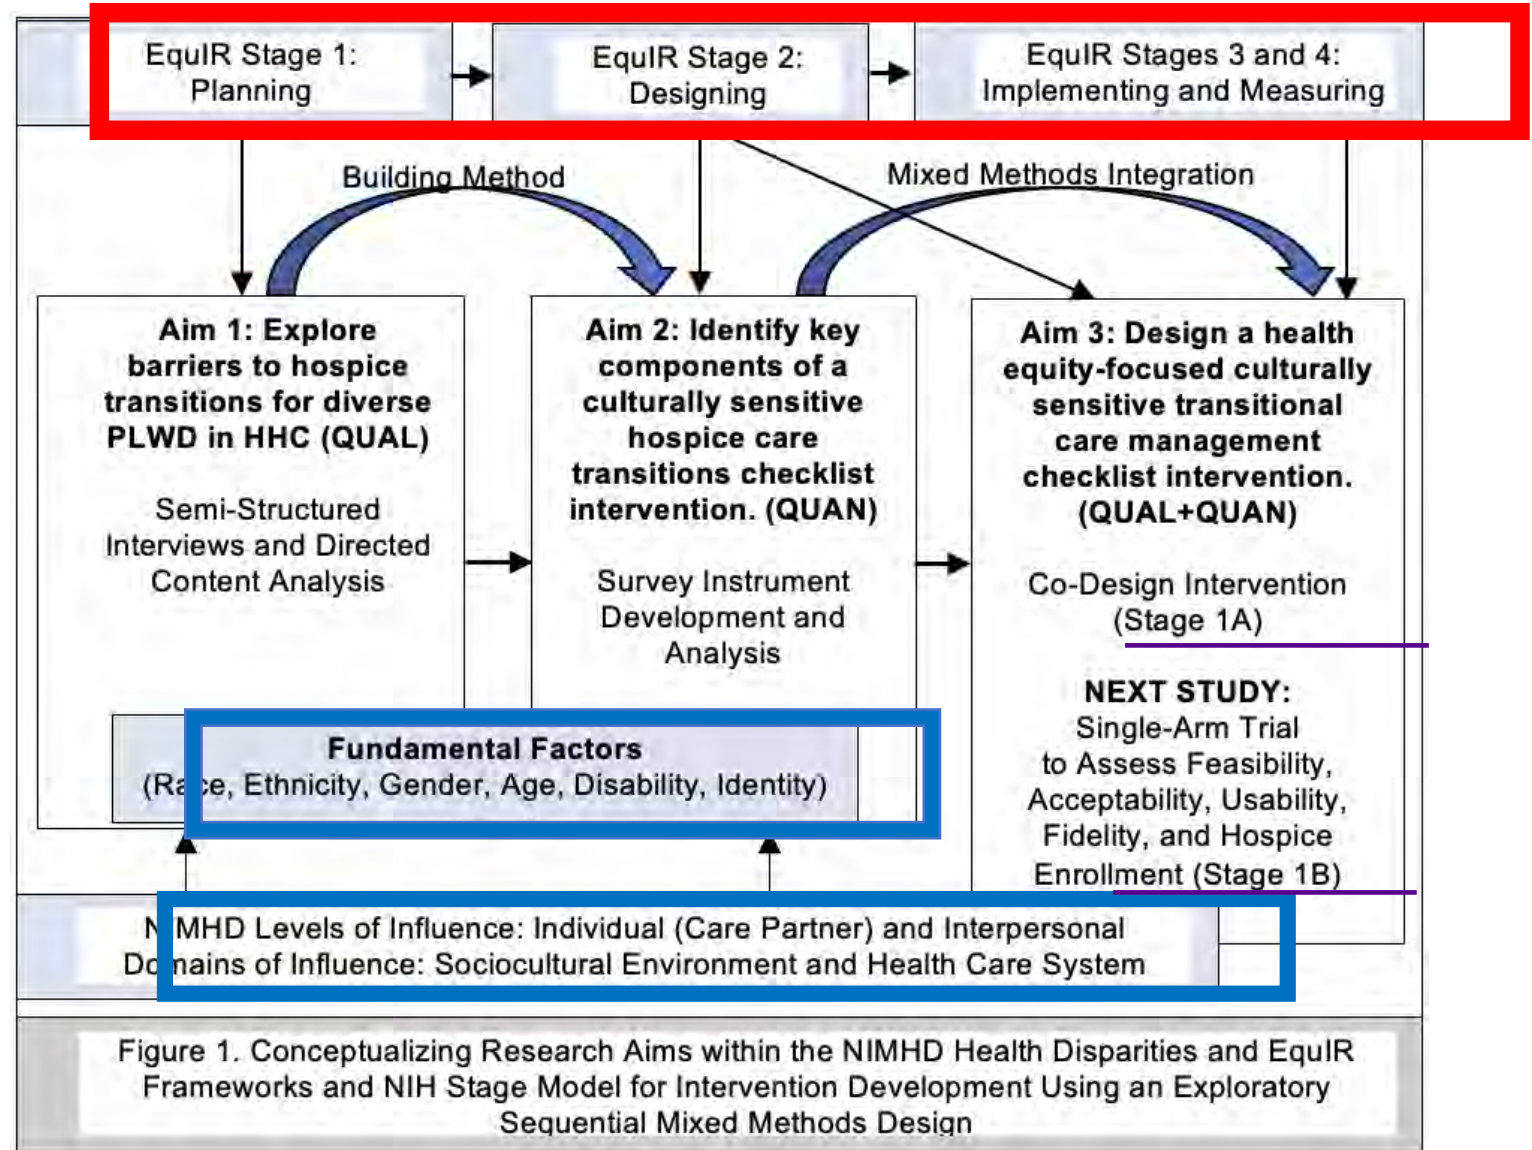 EquIR Stage 1:
Planning
EquIR Stage 2:
Designing
EquIR Stages 3 and 4:
Implementing and Measuring
Building Method
Mixed Methods Integration
Aim 1: Explore
barriers to hospice
transitions for diverse
PLWD in HHC (QUAL)
Semi-Structured
Interviews and Directed
Content Analysis
Aim 2: Identify key
components of a
culturally sensitive
hospice care
transitions checklist
intervention. (QUAN)
Survey Instrument
Development and
Analysis
Aim 3: Design a health
equity-focused culturally
sensitive transitional
care management
checklist intervention.
(QUAL+QUAN)
Co-Design Intervention
(Stage 1A)
NEXT STUDY:
Single-Arm Trial
to Assess Feasibility,
Acceptability, Usability,
Fidelity, and Hospice
Enrollment (Stage 1B)
Fundamental Factors
(Race, Ethnicity, Gender, Age, Disability, Identity)
NIMHD Levels of Influence: Individual (Care Partner) and Interpersonal
Domains of Influence: Sociocultural Environment and Health Care System
Figure 1. Conceptualizing Research Aims within the NIMHD Health Disparities and EquIR
Frameworks and NIH Stage Model for Intervention Development Using an Exploratory
Sequential Mixed Methods Design